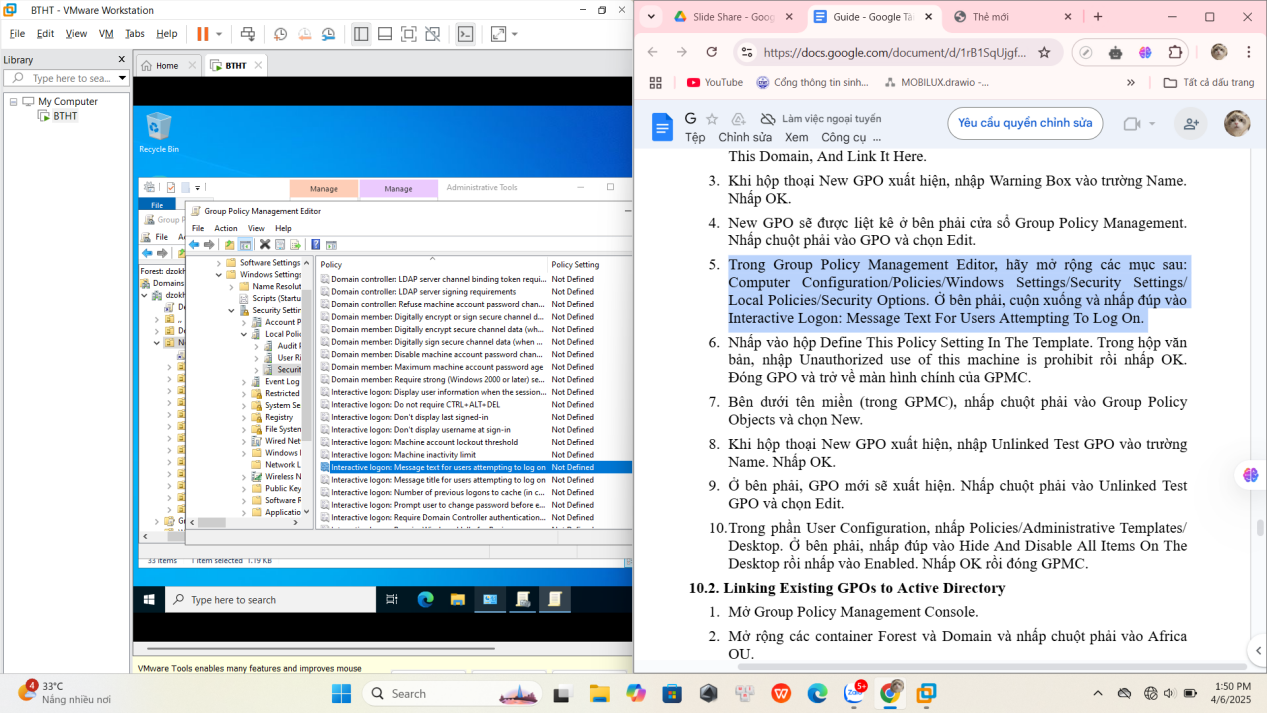 BTHT - VMware Workstation
File Edit View VM Tabs Help
Library
Type here to sea...
My Computer
BTHT
Home
BTHT
Recycle Bin
Manage Manage Administrative Tools
File
Group P
File
Forest: dzokh
Domains
dzokh
Group Policy Management Editor
File Action View Help
Software Settings
Windows Settings
Name Resolu
Scripts (Startu
Security Settin
Account P
Local Polic
Audit P
User Ri
Securit
Event Log
Restricted
System Se
Registry
File System
Wired Net
Windows I
Network L
Wireless N
Public Key
Software R
Applicatio
Policy Policy Setting
Domain controller: LDAP server channel binding token requi... Not Defined
Domain controller: LDAP server signing requirements Not Defined
Domain controller: Refuse machine account password chan... Not Defined
Domain member: Digitally encrypt or sign secure channel d... Not Defined
Domain member: Digitally encrypt secure channel data (wh... Not Defined
Domain member: Digitally sign secure channel data (when ... Not Defined
Domain member: Disable machine account password chan... Not Defined
Domain member: Maximum machine account password age Not Defined
Domain member: Require strong (Windows 2000 or later) se... Not Defined
Interactive logon: Display user information when the session... Not Defined
Interactive logon: Do not require CTRL+ALT+DEL Not Defined
Interactive logon: Don't display last signed-in Not Defined
Interactive logon: Don't display username at sign-in Not Defined
Interactive logon: Machine account lockout threshold Not Defined
Interactive logon: Machine inactivity limit Not Defined
Interactive logon: Message text for users attempting to log on Not Defined
Interactive logon: Message title for users attempting to log on Not Defined
Interactive logon: Number of previous logons to cache (in c... Not Defined
Interactive logon: Prompt user to change password before e... Not Defined
Interactive logon: Require Domain Controller authentication... Not Defined
33 items 1 item selected 1.19 KB
Type here to search
VMware Tools enables many features and improves mouse
Slide Share - Goog
Guide - Google Tà
Thẻ mới
https://docs.google.com/document/d/1rB1SqUjgf...
YouTube
Cổng thông tin sinh...
MOBILUX.drawio -...
Tất cả dấu trang
G
Làm việc ngoại tuyến
Tệp Chỉnh sửa Xem Công cụ ...
Yêu cầu quyền chỉnh sửa
This Domain, And Link It Here.
3. Khi hộp thoại New GPO xuất hiện, nhập Warning Box vào trường Name.
Nhấp OK.
4. New GPO sẽ được liệt kê ở bên phải cửa sổ Group Policy Management.
Nhấp chuột phải vào GPO và chọn Edit.
5. Trong Group Policy Management Editor, hãy mở rộng các mục sau:
Computer Configuration/Policies/Windows Settings/Security Settings/
Local Policies/Security Options. Ở bên phải, cuộn xuống và nhấp đúp vào
Interactive Logon: Message Text For Users Attempting To Log On.
6. Nhấp vào hộp Define This Policy Setting In The Template. Trong hộp văn
bản, nhập Unauthorized use of this machine is prohibit rồi nhấp OK.
Đóng GPO và trở về màn hình chính của GPMC.
7. Bên dưới tên miền (trong GPMC), nhấp chuột phải vào Group Policy
Objects và chọn New.
8. Khi hộp thoại New GPO xuất hiện, nhập Unlinked Test GPO vào trường
Name. Nhấp OK.
9. Ở bên phải, GPO mới sẽ xuất hiện. Nhấp chuột phải vào Unlinked Test
GPO và chọn Edit.
10. Trong phần User Configuration, nhấp Policies/Administrative Templates/
Desktop. Ở bên phải, nhấp đúp vào Hide And Disable All Items On The
Desktop rồi nhấp vào Enabled. Nhấp OK rồi đóng GPMC.
10.2. Linking Existing GPOs to Active Directory
1. Mở Group Policy Management Console.
2. Mở rộng các container Forest và Domain và nhấp chuột phải vào Africa
OU.
4
33°C
Nắng nhiều nơi
Search
Zalo
5+
1:50 PM
4/6/2025